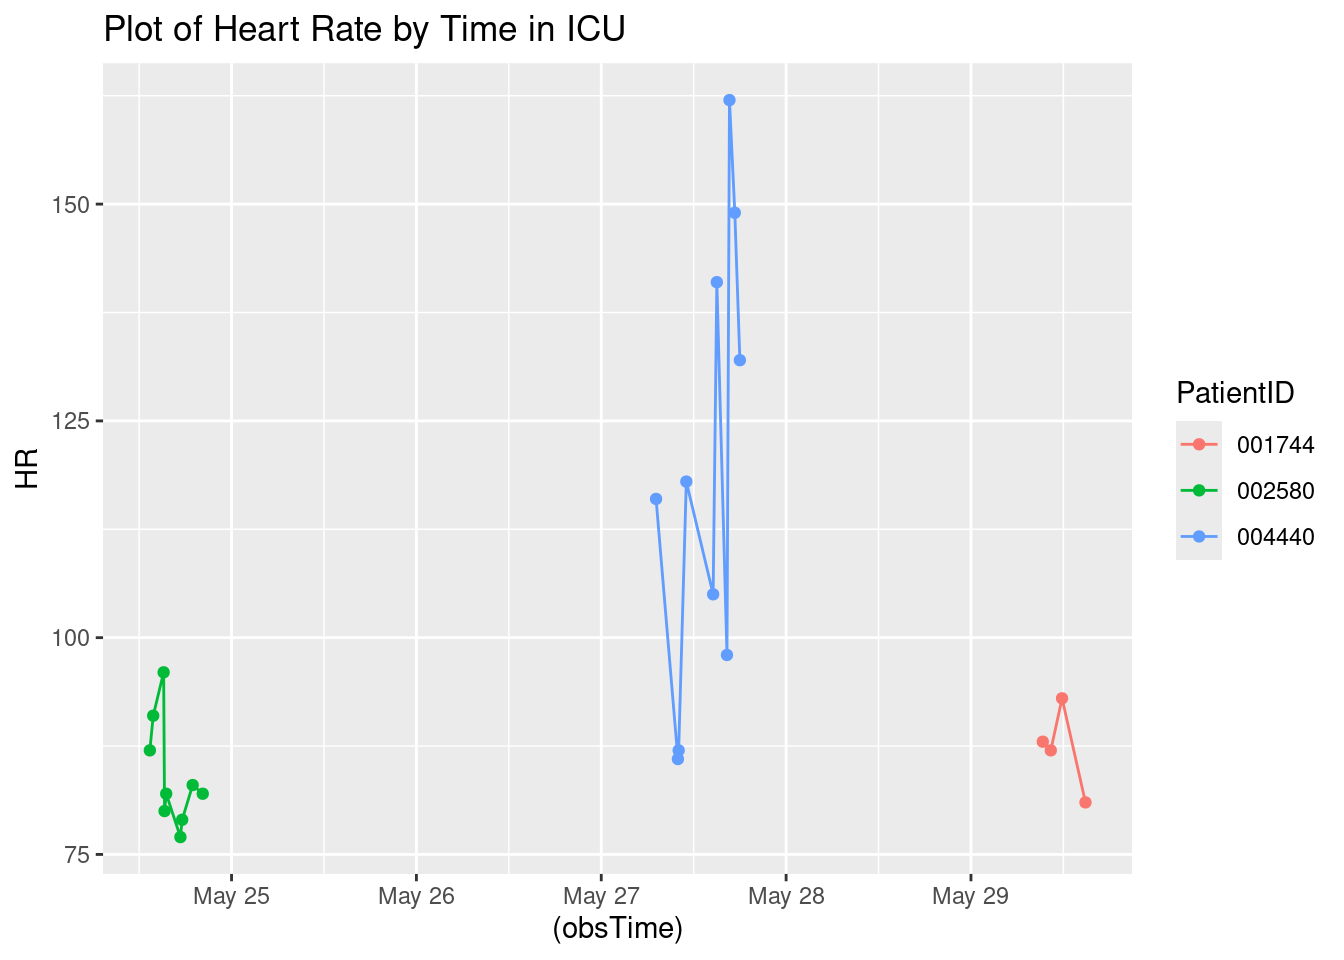 Plot of Heart Rate by Time in ICU
HR
150
125
100
75
May 25
May 26
May 27
May 28
May 29
(obsTime)
PatientID
001744
002580
004440